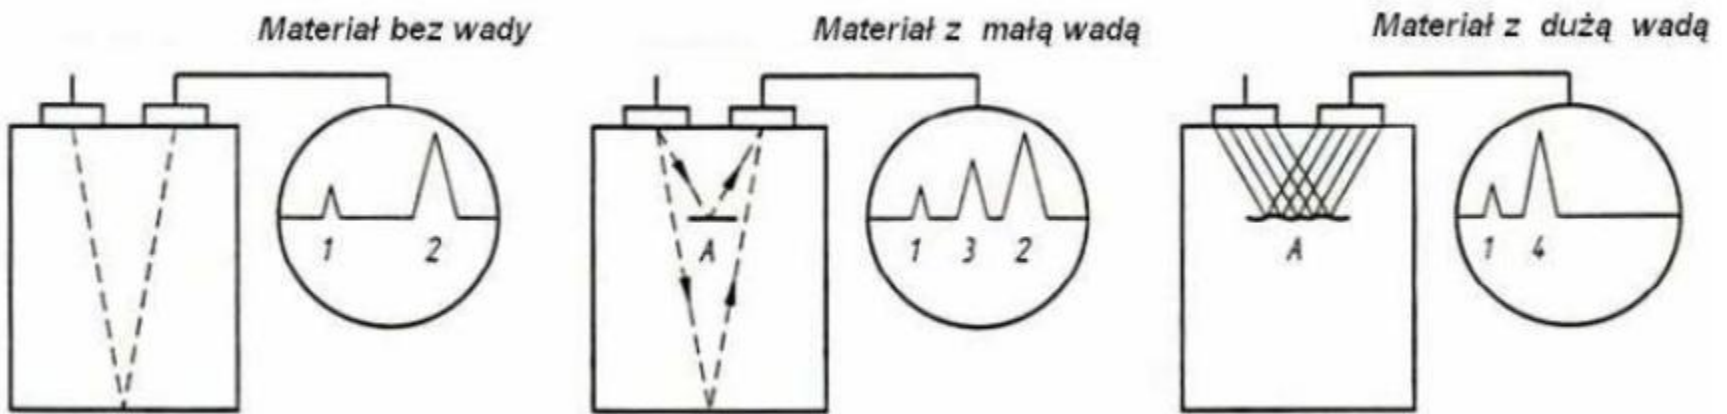 Materiał bez wady
Materiał z małą wadą
Materiał z dużą wadą
1 2
A
1 3 2
A
1 4